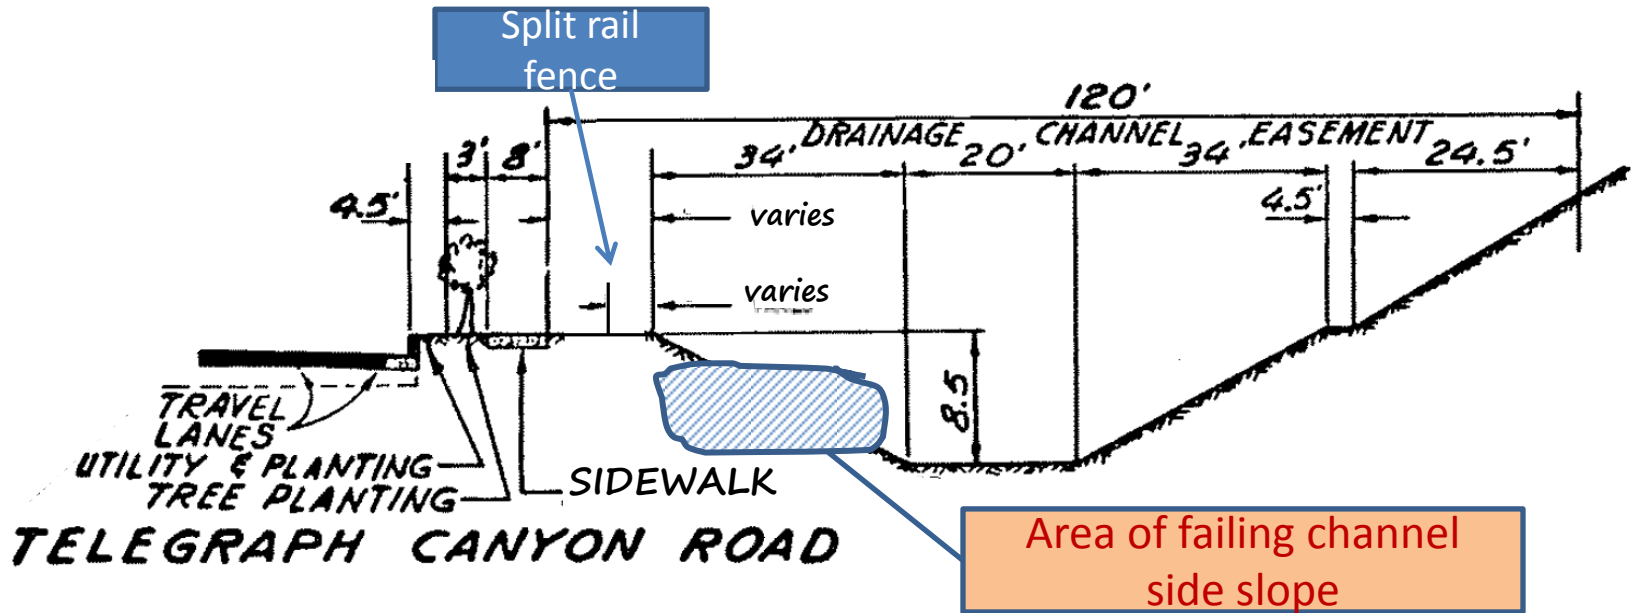 Split rail
fence
120'
DRAINAGE CHANNEL EASEMENT
3' 8' 34' 20' 34 24.5'
4.5' 4.5'
varies
varies
8.5
TRAVEL
LANES
UTILITY & PLANTING
TREE PLANTING
SIDEWALK
TELEGRAPH CANYON ROAD
Area of failing channel
side slope